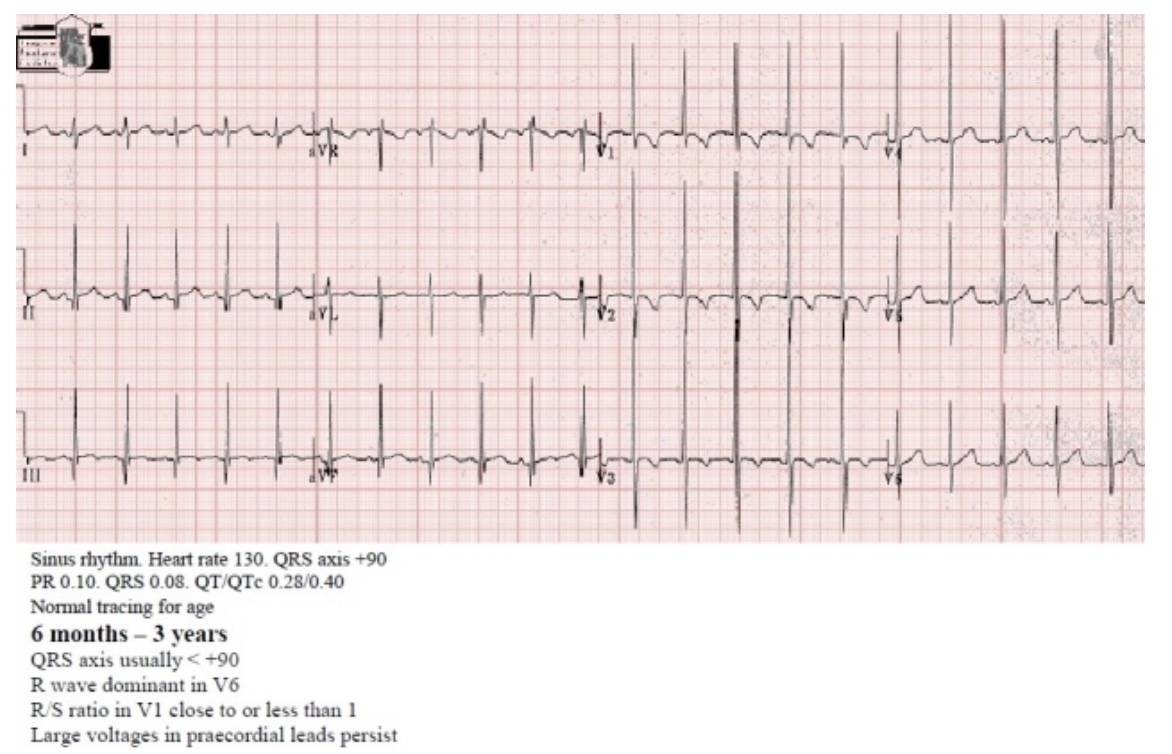 I
aVR
V1
V4
II
aVL
V2
V5
III
aVF
V3
V6
Sinus rhythm. Heart rate 130. QRS axis +90
PR 0.10. QRS 0.08. QT/QTc 0.28/0.40
Normal tracing for age
6 months – 3 years
QRS axis usually < +90
R wave dominant in V6
R/S ratio in V1 close to or less than 1
Large voltages in praecordial leads persist